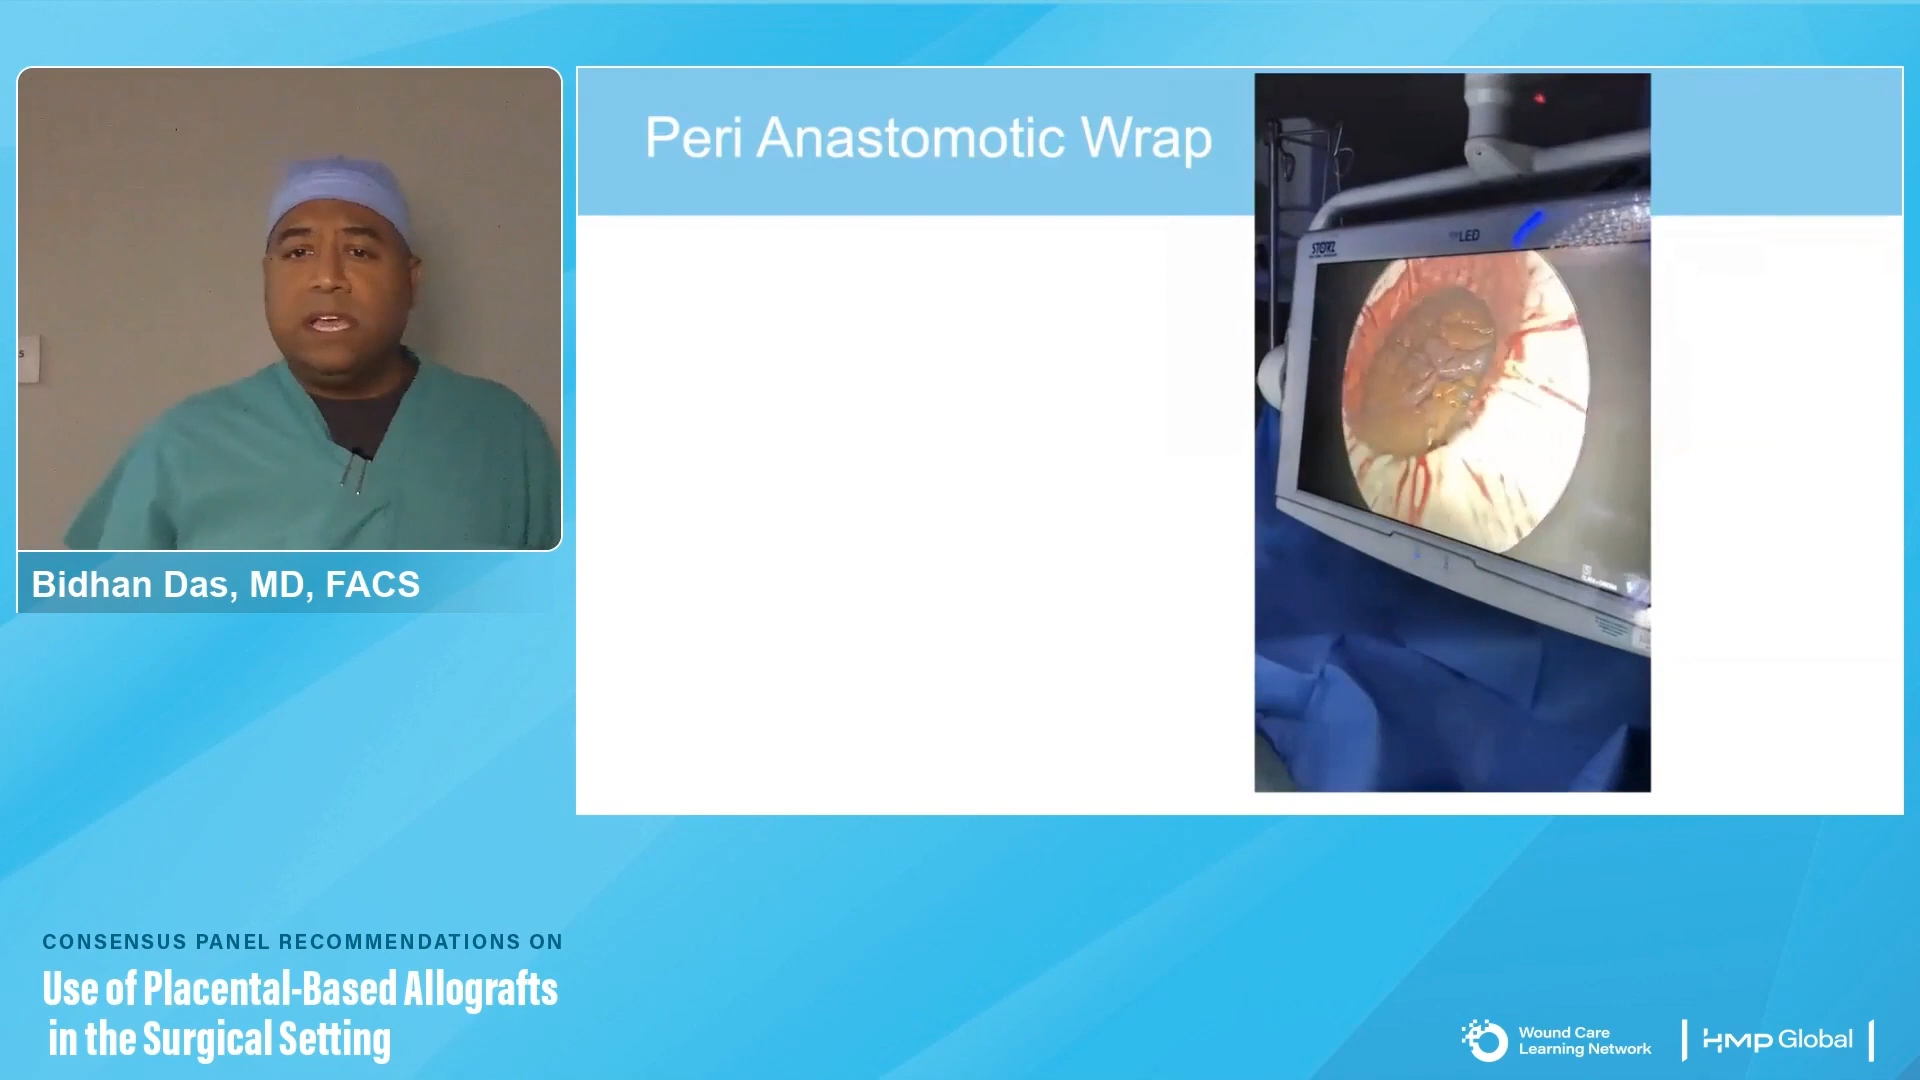 Peri Anastomotic Wrap
STORZ
LED
S
Bidhan Das, MD, FACS
CONSENSUS PANEL RECOMMENDATIONS ON
Use of Placental-Based Allografts
in the Surgical Setting
Wound Care
Learning Network
HMP Global